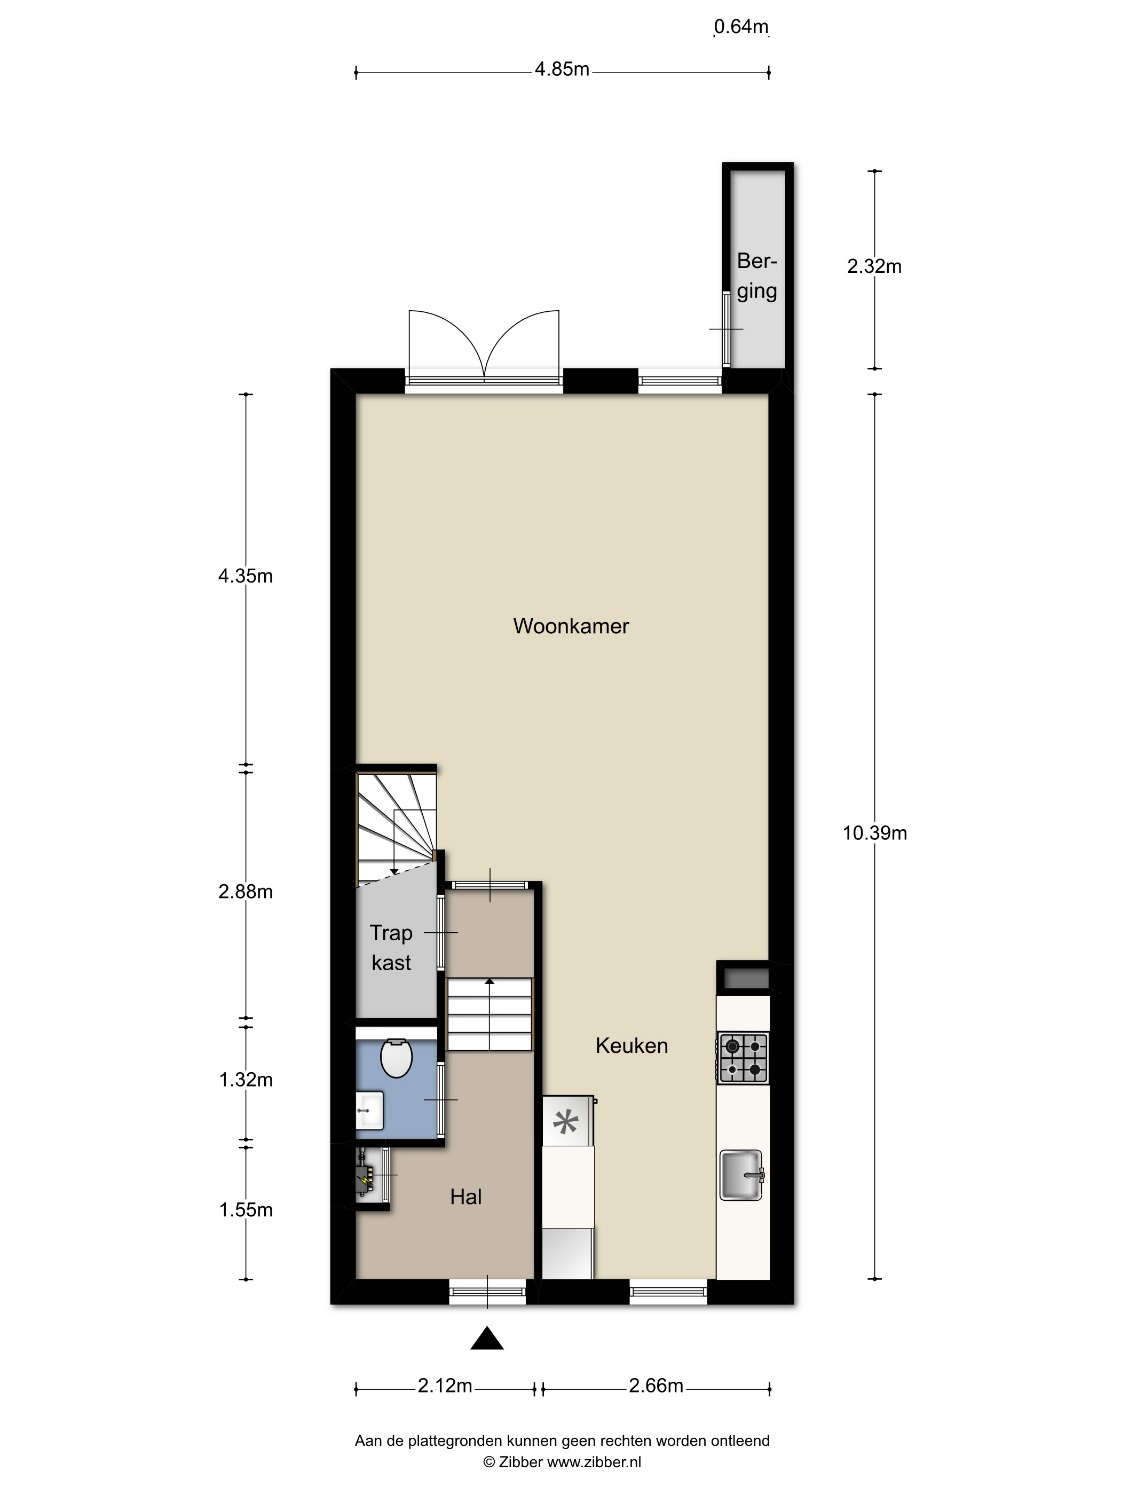 0.64m
4.85m
Ber-
ging
2.32m
4.35m
Woonkamer
10.39m
2.88m
Trap
kast
Keuken
1.32m
Hal
1.55m
2.12m
2.66m
Aan de plattegronden kunnen geen rechten worden ontleend
© Zibber www.zibber.nl